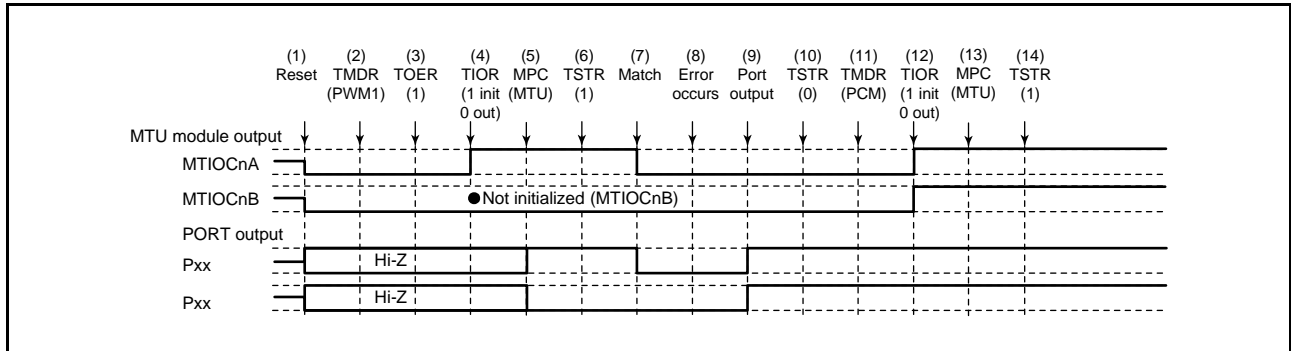 (1) (2) (3) (4) (5) (6) (7) (8) (9) (10) (11) (12) (13) (14)
Reset TMDR TOER TIOR MPC TSTR Match Error Port TSTR TMDR TIOR MPC TSTR
(PWM1) (1) (1 init (MTU) (1) occurs output (0) (PCM) (1 init (MTU) (1)
0 out) 0 out)
MTU module output
MTIOCnA
MTIOCnB ●Not initialized (MTIOCnB)
PORT output
Pxx Hi-Z
Pxx Hi-Z